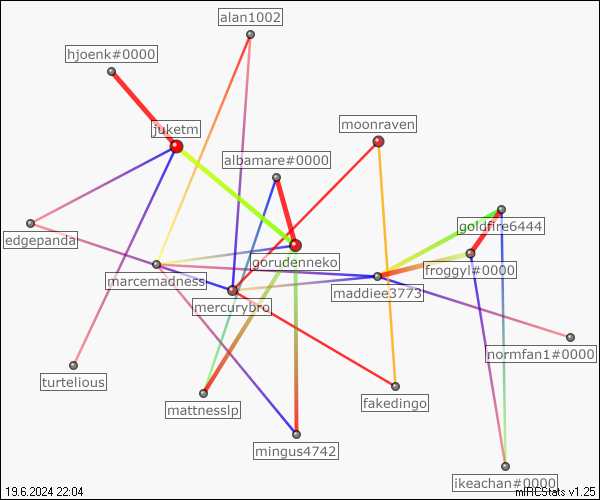 alan1002
hjoenk#0000
juketm
moonraven
albamare#0000
goldfire6444
edgepanda
gorudenneko
froggyl#0000
marcemadness
maddiee3773
mercurybro
normfan1#0000
turtelious
mattnesslp
fakedingo
mingus4742
ikeachan#0000
19.6.2024 22:04
mIRCStats v1.25